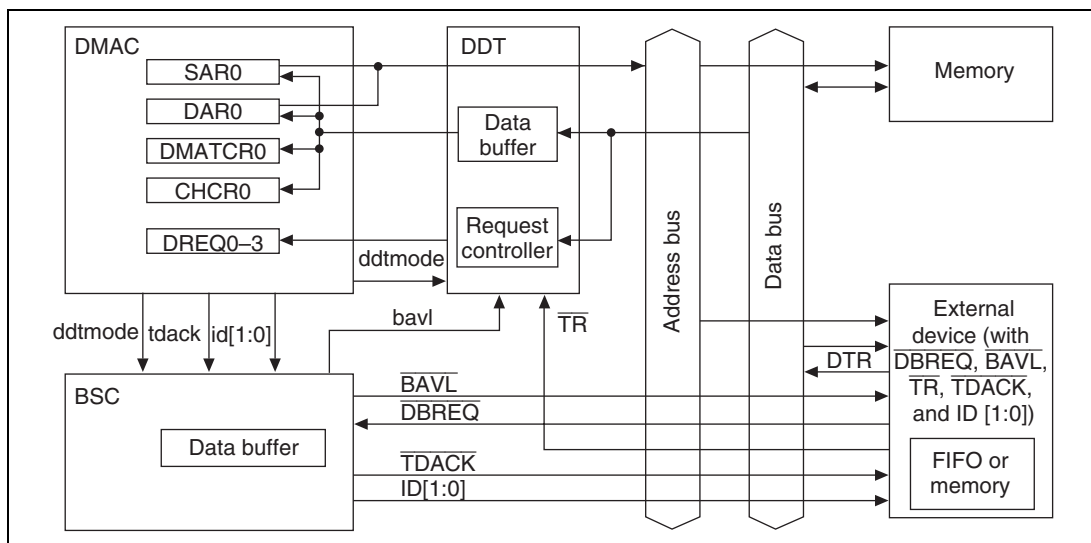 DMAC
SAR0
DAR0
DMATCR0
CHCR0
DREQ0–3
DDT
Data
buffer
Request
controller
ddtmode
Address bus
Data bus
Memory
ddtmode
tdack
id[1:0]
bavl
TR
BSC
Data buffer
BAVL
DBREQ
TDACK
ID[1:0]
DTR
External
device (with
DBREQ, BAVL,
TR, TDACK,
and ID [1:0])
FIFO or
memory